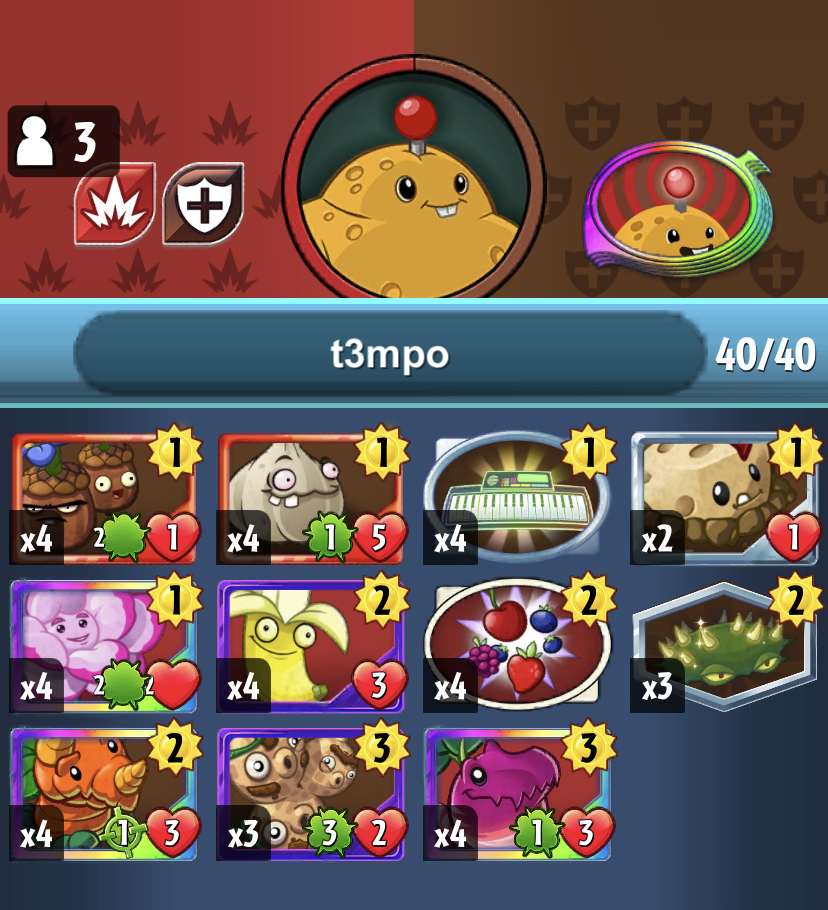 3
t3mpo 40/40
1 1 1 1
x4 2 1 x4 1 5 x4 x2 1
1 2 2 2
x4 2 2 x4 3 x4 x3
2 3 3
x4 1 3 x3 3 2 x4 1 3